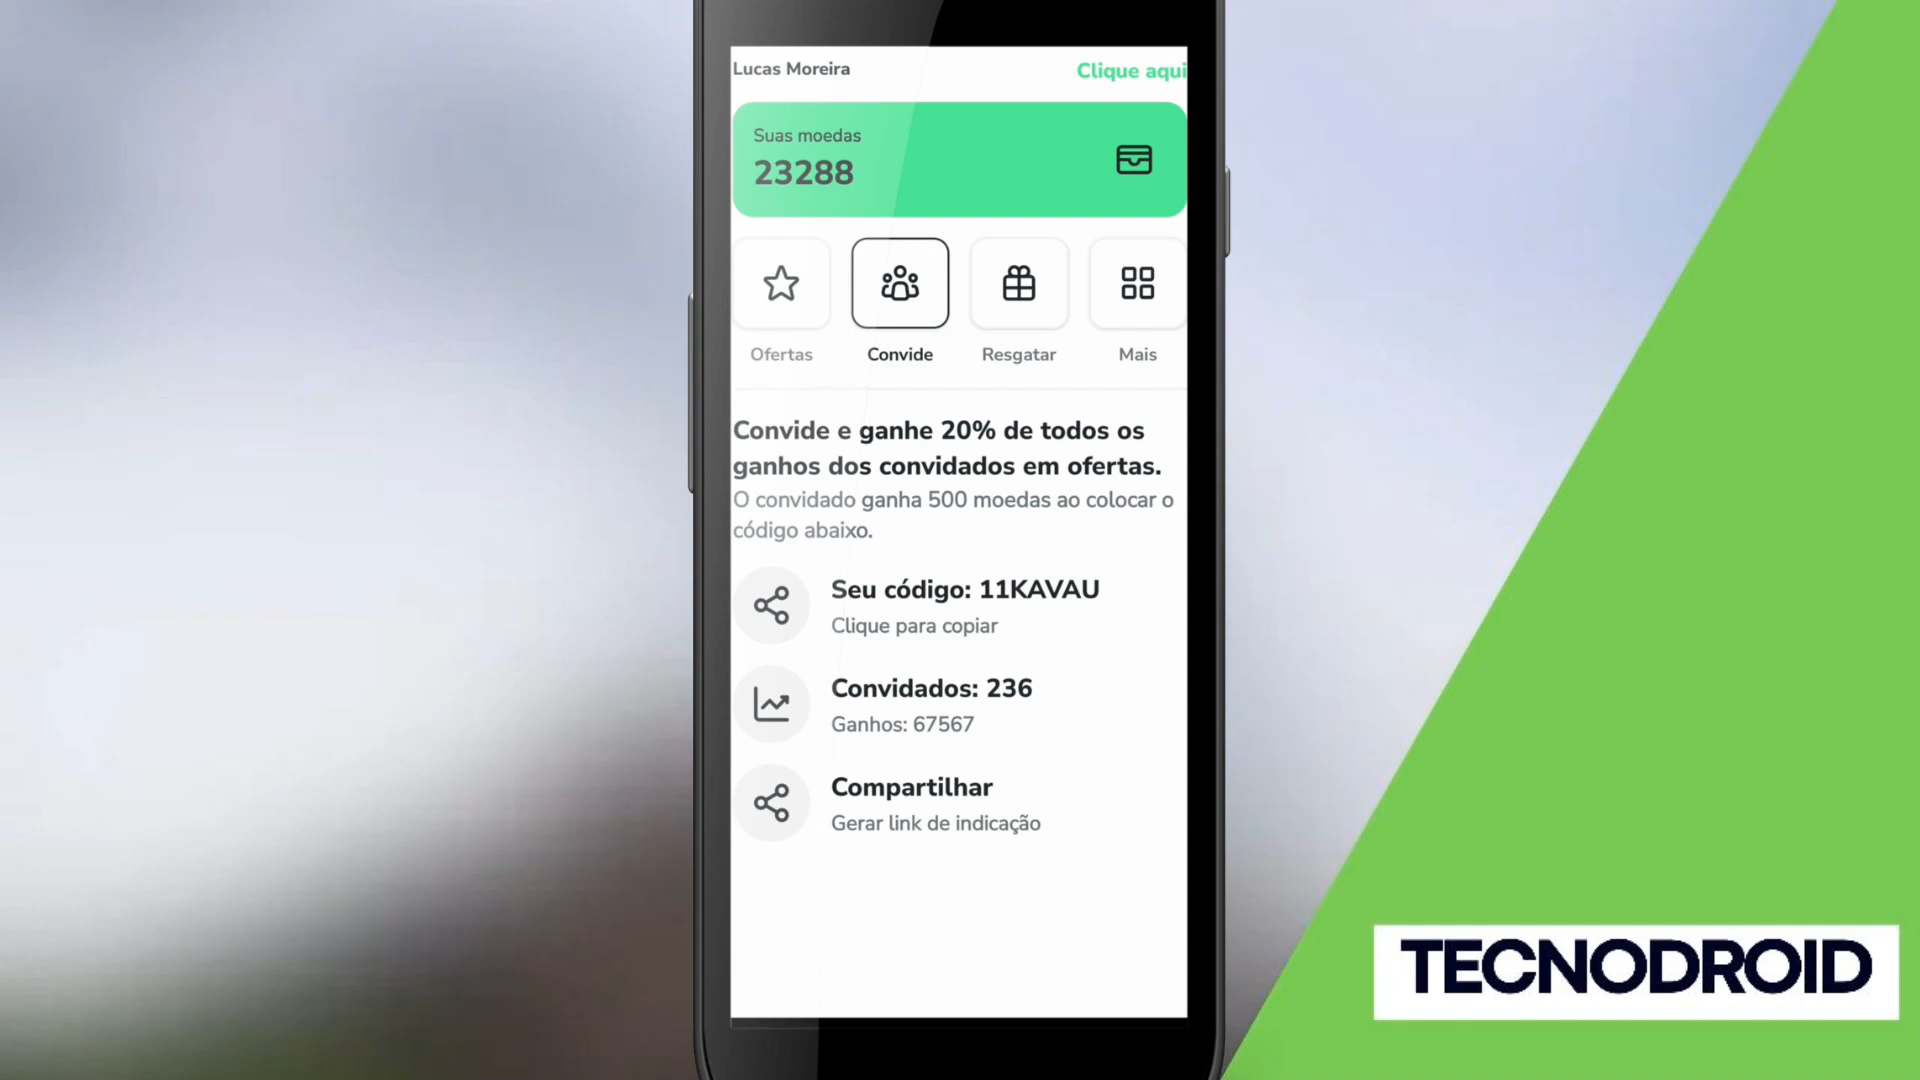 Lucas Moreira
Clique aqui
Suas moedas
23288
Ofertas
Convide
Resgatar
Mais
Convide e ganhe 20% de todos os
ganhos dos convidados em ofertas.
O convidado ganha 500 moedas ao colocar o
código abaixo.
Seu código: 11KAVAU
Clique para copiar
Convidados: 236
Ganhos: 67567
Compartilhar
Gerar link de indicação
TECNODROID